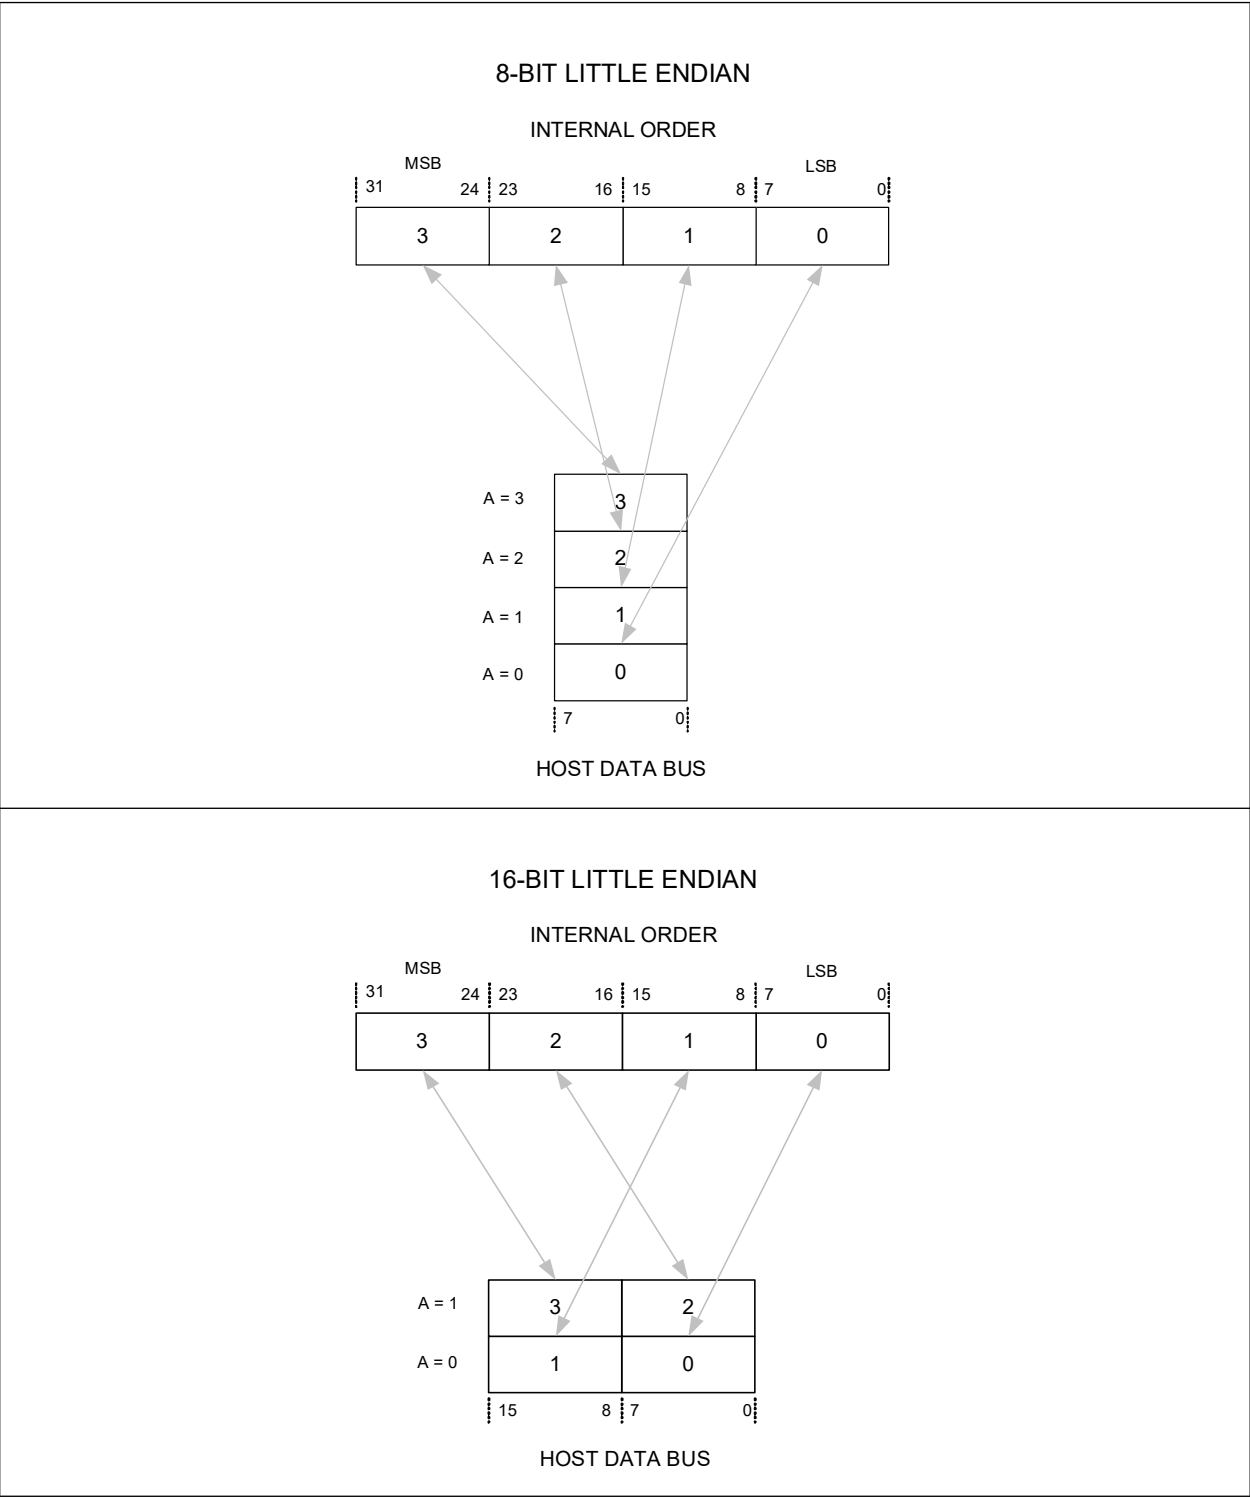 8-BIT LITTLE ENDIAN
INTERNAL ORDER
MSB LSB
31 24 23 16 15 8 7 0
3 2 1 0
A = 3 3
A = 2 2
A = 1 1
A = 0 0
7 0
HOST DATA BUS
16-BIT LITTLE ENDIAN
INTERNAL ORDER
MSB LSB
31 24 23 16 15 8 7 0
3 2 1 0
A = 1 3 2
A = 0 1 0
15 8 7 0
HOST DATA BUS